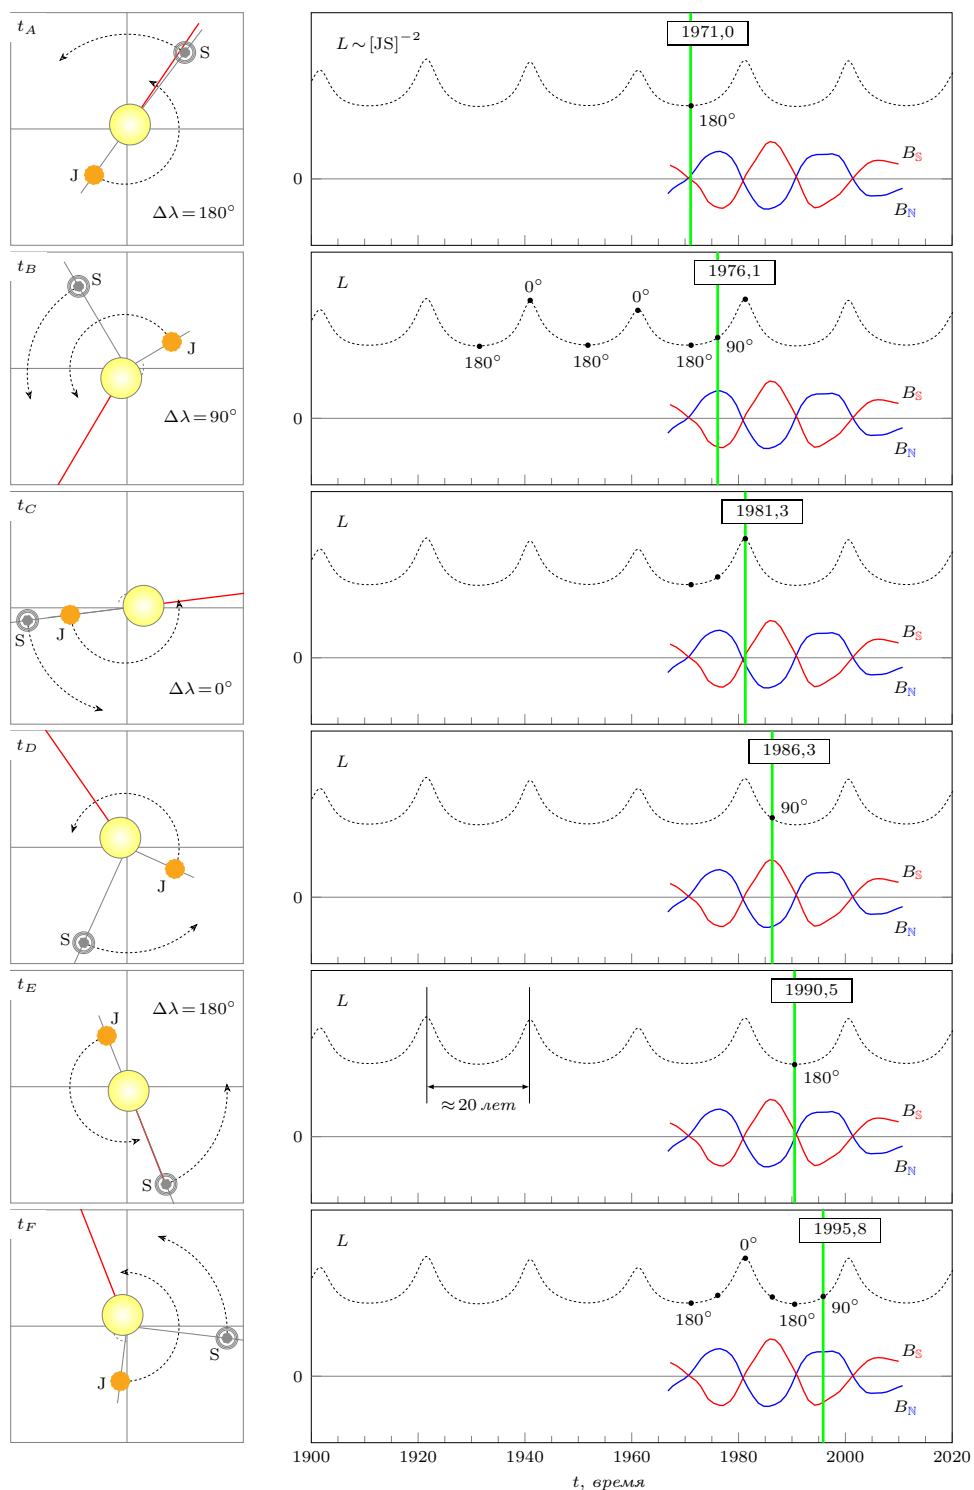 t_A
S
J
Δλ=180°
L∼[JS]⁻²
1971,0
180°
0
B_𝕊
B_ℕ
t_B
S
J
Δλ=90°
L
1976,1
0°
0°
180°
180°
180°
90°
0
B_𝕊
B_ℕ
t_C
S
J
Δλ=0°
L
1981,3
0
B_𝕊
B_ℕ
t_D
J
S
L
1986,3
90°
0
B_𝕊
B_ℕ
t_E
J
Δλ=180°
S
L
1990,5
180°
≈20 лет
0
B_𝕊
B_ℕ
t_F
S
J
L
1995,8
0°
180°
180°
90°
0
B_𝕊
B_ℕ
1900 1920 1940 1960 1980 2000 2020
t, время